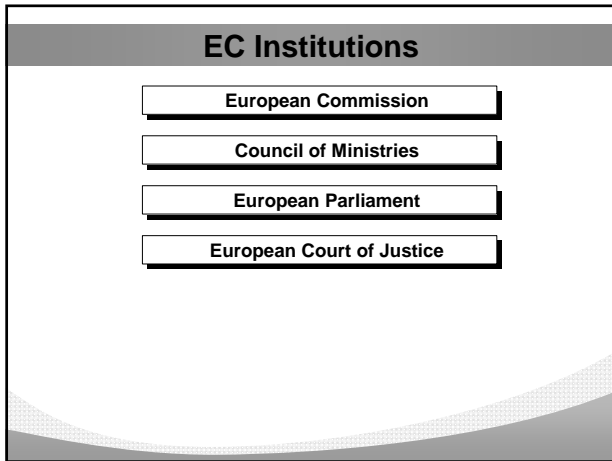 EC Institutions
European Commission
Council of Ministries
European Parliament
European Court of Justice